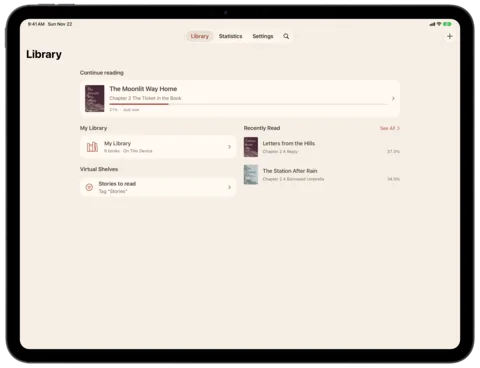 9:41 AM Sun Nov 22
Library
Statistics
Settings
Library
Continue reading
The Moonlit Way Home
Chapter 2 The Ticket in the Book
37% · Just now
My Library
My Library
6 books · On This Device
Virtual Shelves
Stories to read
Tag "Stories"
Recently Read
See All
Letters from the Hills
Chapter 2 A Reply
37.2%
The Station After Rain
Chapter 2 A Borrowed Umbrella
34.5%